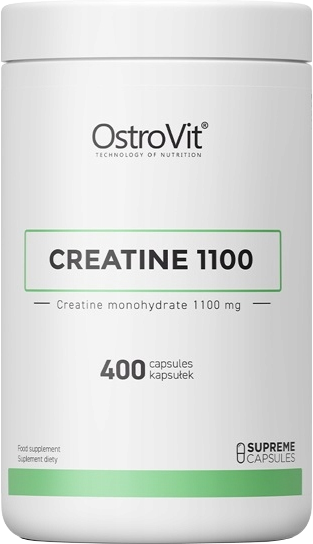 OstroVit®
TECHNOLOGY OF NUTRITION
CREATINE 1100
Creatine monohydrate 1100 mg
400 capsules
kapsułek
Food supplement
Suplement diety
SUPREME
CAPSULES